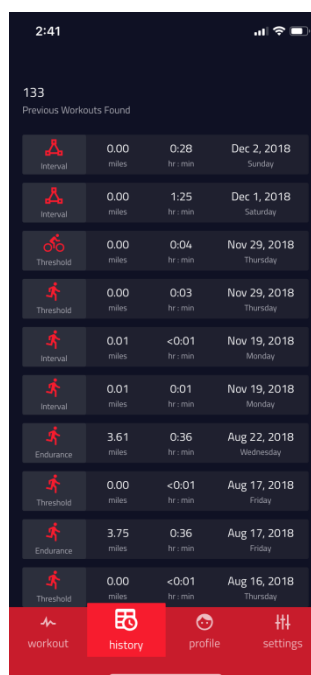 2:41
133
Previous Workouts Found
0.00 0:28 Dec 2, 2018
Interval miles hr : min Sunday
0.00 1:25 Dec 1, 2018
Interval miles hr : min Saturday
0.00 0:04 Nov 29, 2018
Threshold miles hr : min Thursday
0.00 0:03 Nov 29, 2018
Threshold miles hr : min Thursday
0.01 <0:01 Nov 19, 2018
Interval miles hr : min Monday
0.01 0:01 Nov 19, 2018
Interval miles hr : min Monday
3.61 0:36 Aug 22, 2018
Endurance miles hr : min Wednesday
0.00 <0:01 Aug 17, 2018
Threshold miles hr : min Friday
3.75 0:36 Aug 17, 2018
Endurance miles hr : min Friday
0.00 <0:01 Aug 16, 2018
Threshold miles hr : min Thursday
workout history profile settings